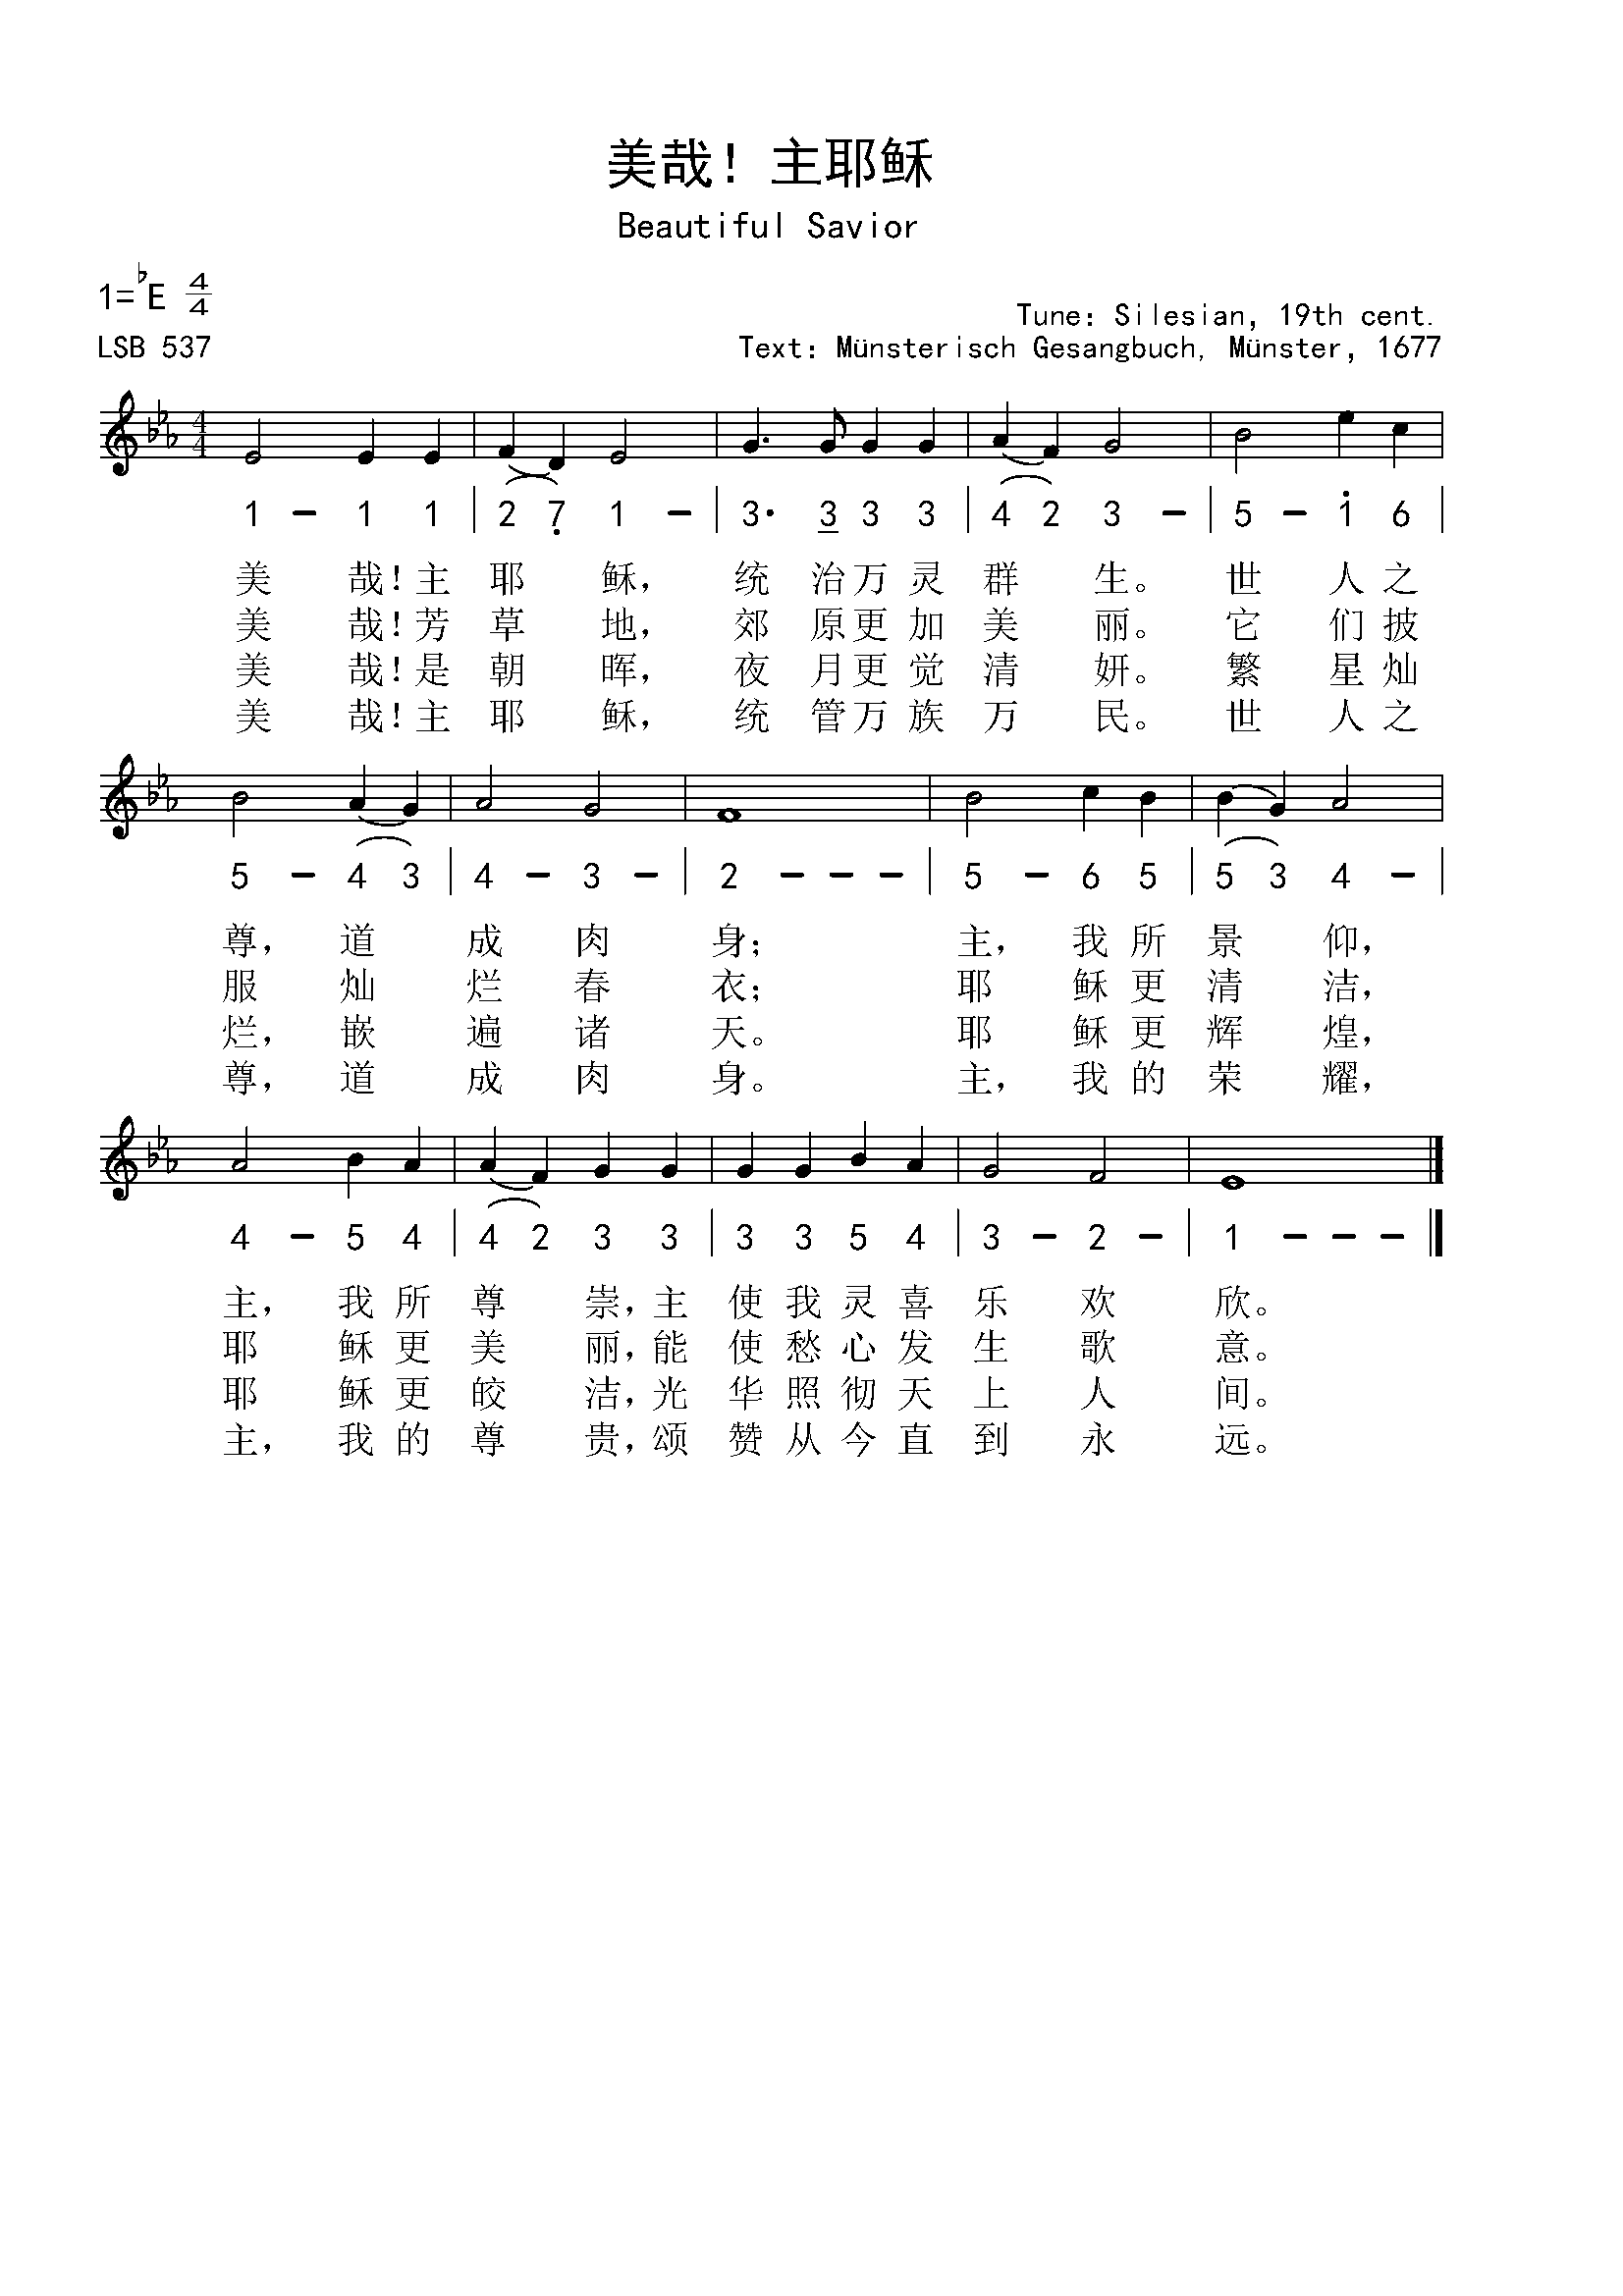 美哉！主耶稣
Beautiful Savior
1=♭E 4/4
Tune: Silesian, 19th cent.
LSB 537
Text: Münsterisch Gesangbuch, Münster, 1677
1 - 1 1 | (2 7̣) 1 - | 3· 3̲ 3 3 | (4 2) 3 - | 5 - 1̇ 6 |
美 哉！主 耶 稣， 统 治 万 灵 群 生。 世 人 之
美 哉！芳 草 地， 郊 原 更 加 美 丽。 它 们 披
美 哉！是 朝 晖， 夜 月 更 觉 清 妍。 繁 星 灿
美 哉！主 耶 稣， 统 管 万 族 万 民。 世 人 之
5 - (4 3) | 4 - 3 - | 2 - - - | 5 - 6 5 | (5 3) 4 - |
尊， 道 成 肉 身； 主， 我 所 景 仰，
服 灿 烂 春 衣； 耶 稣 更 清 洁，
烂， 嵌 遍 诸 天。 耶 稣 更 辉 煌，
尊， 道 成 肉 身。 主， 我 的 荣 耀，
4 - 5 4 | (4 2) 3 3 | 3 3 5 4 | 3 - 2 - | 1 - - - |
主， 我 所 尊 崇，主 使 我 灵 喜 乐 欢 欣。
耶 稣 更 美 丽，能 使 愁 心 发 生 歌 意。
耶 稣 更 皎 洁，光 华 照 彻 天 上 人 间。
主， 我 的 尊 贵，颂 赞 从 今 直 到 永 远。